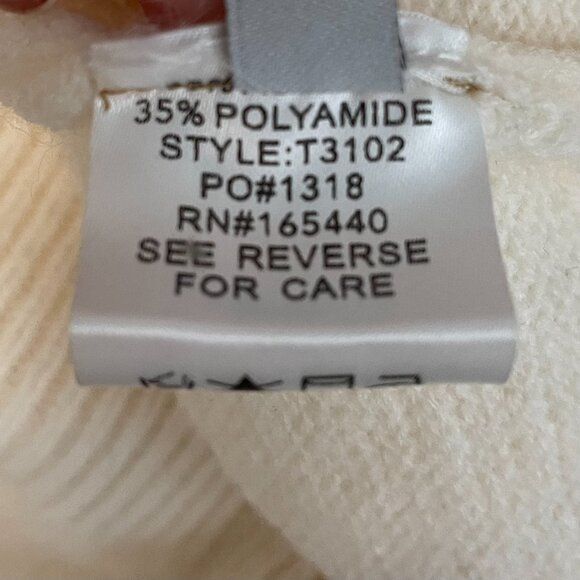 35% POLYAMIDE
STYLE:T3102
PO#1318
RN#165440
SEE REVERSE
FOR CARE